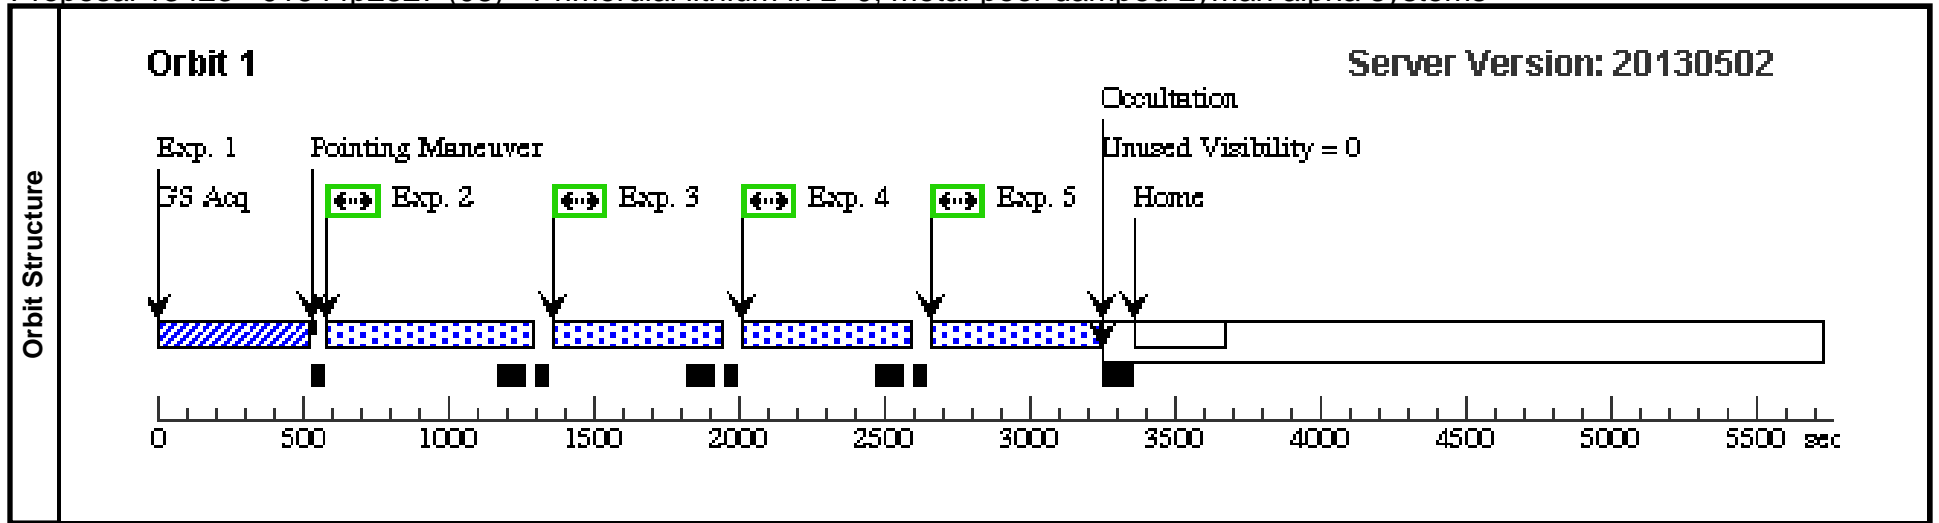 Orbit 1
Server Version: 20130502
Occultation
Exp. 1
Pointing Maneuver
Unused Visibility = 0
GS Acq
Exp. 2
Exp. 3
Exp. 4
Exp. 5
Home
Orbit Structure
0 500 1000 1500 2000 2500 3000 3500 4000 4500 5000 5500 sec